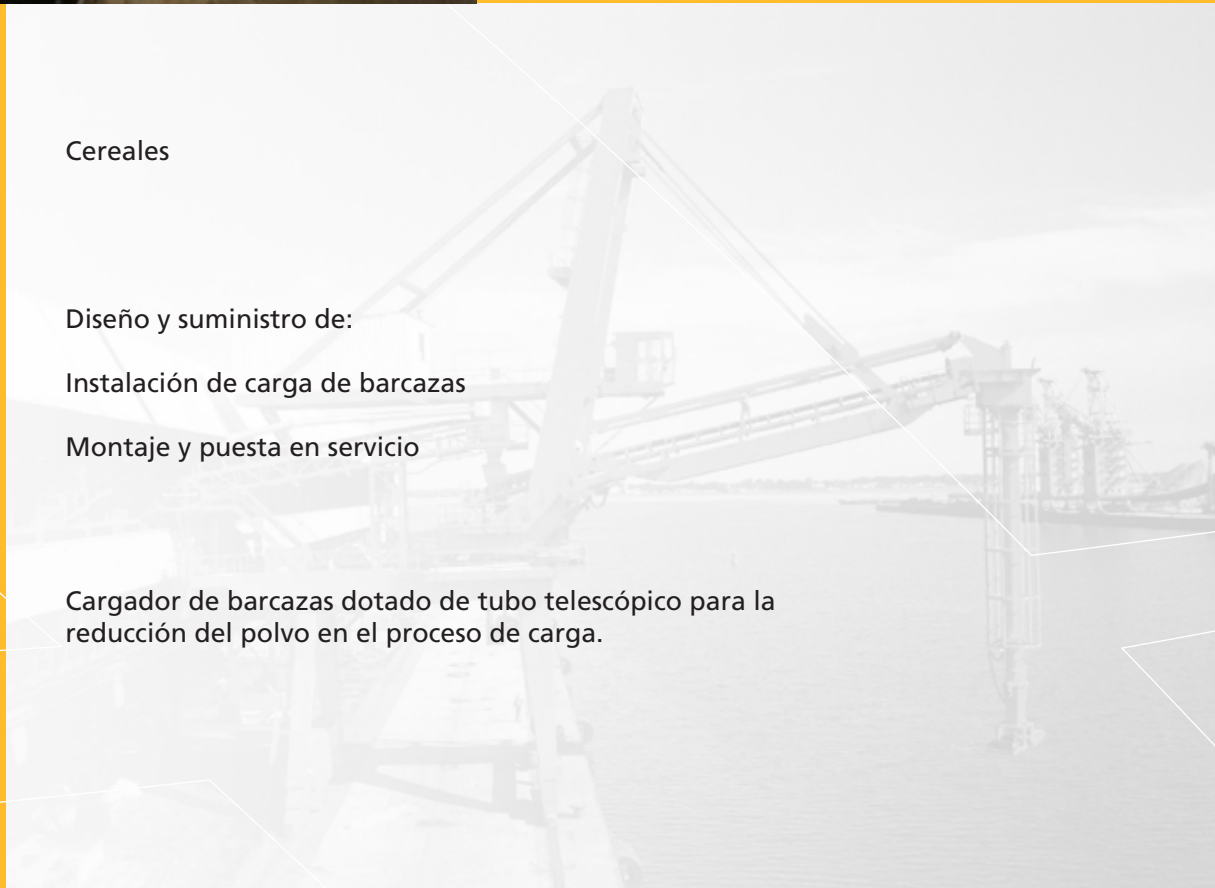 Cereales
Diseño y suministro de:
Instalación de carga de barcazas
Montaje y puesta en servicio
Cargador de barcazas dotado de tubo telescópico para la
reducción del polvo en el proceso de carga.